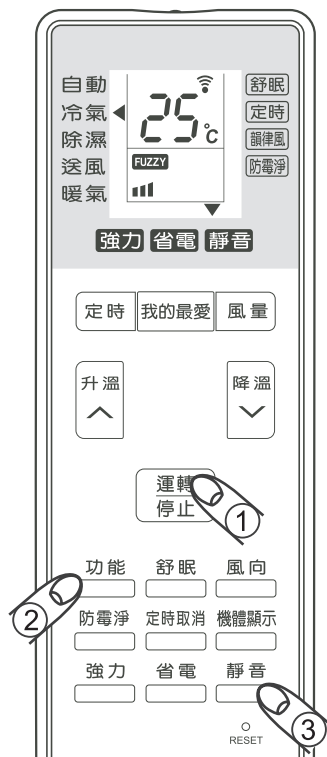 自動
冷氣
除濕
送風
暖氣
25℃
FUZZY
舒眠
定時
韻律風
防霉淨
強力 省電 靜音
定時 我的最愛 風量
升溫 降溫
運轉
停止
1
功能 舒眠 風向
2
防霉淨 定時取消 機體顯示
強力 省電 靜音
3
RESET